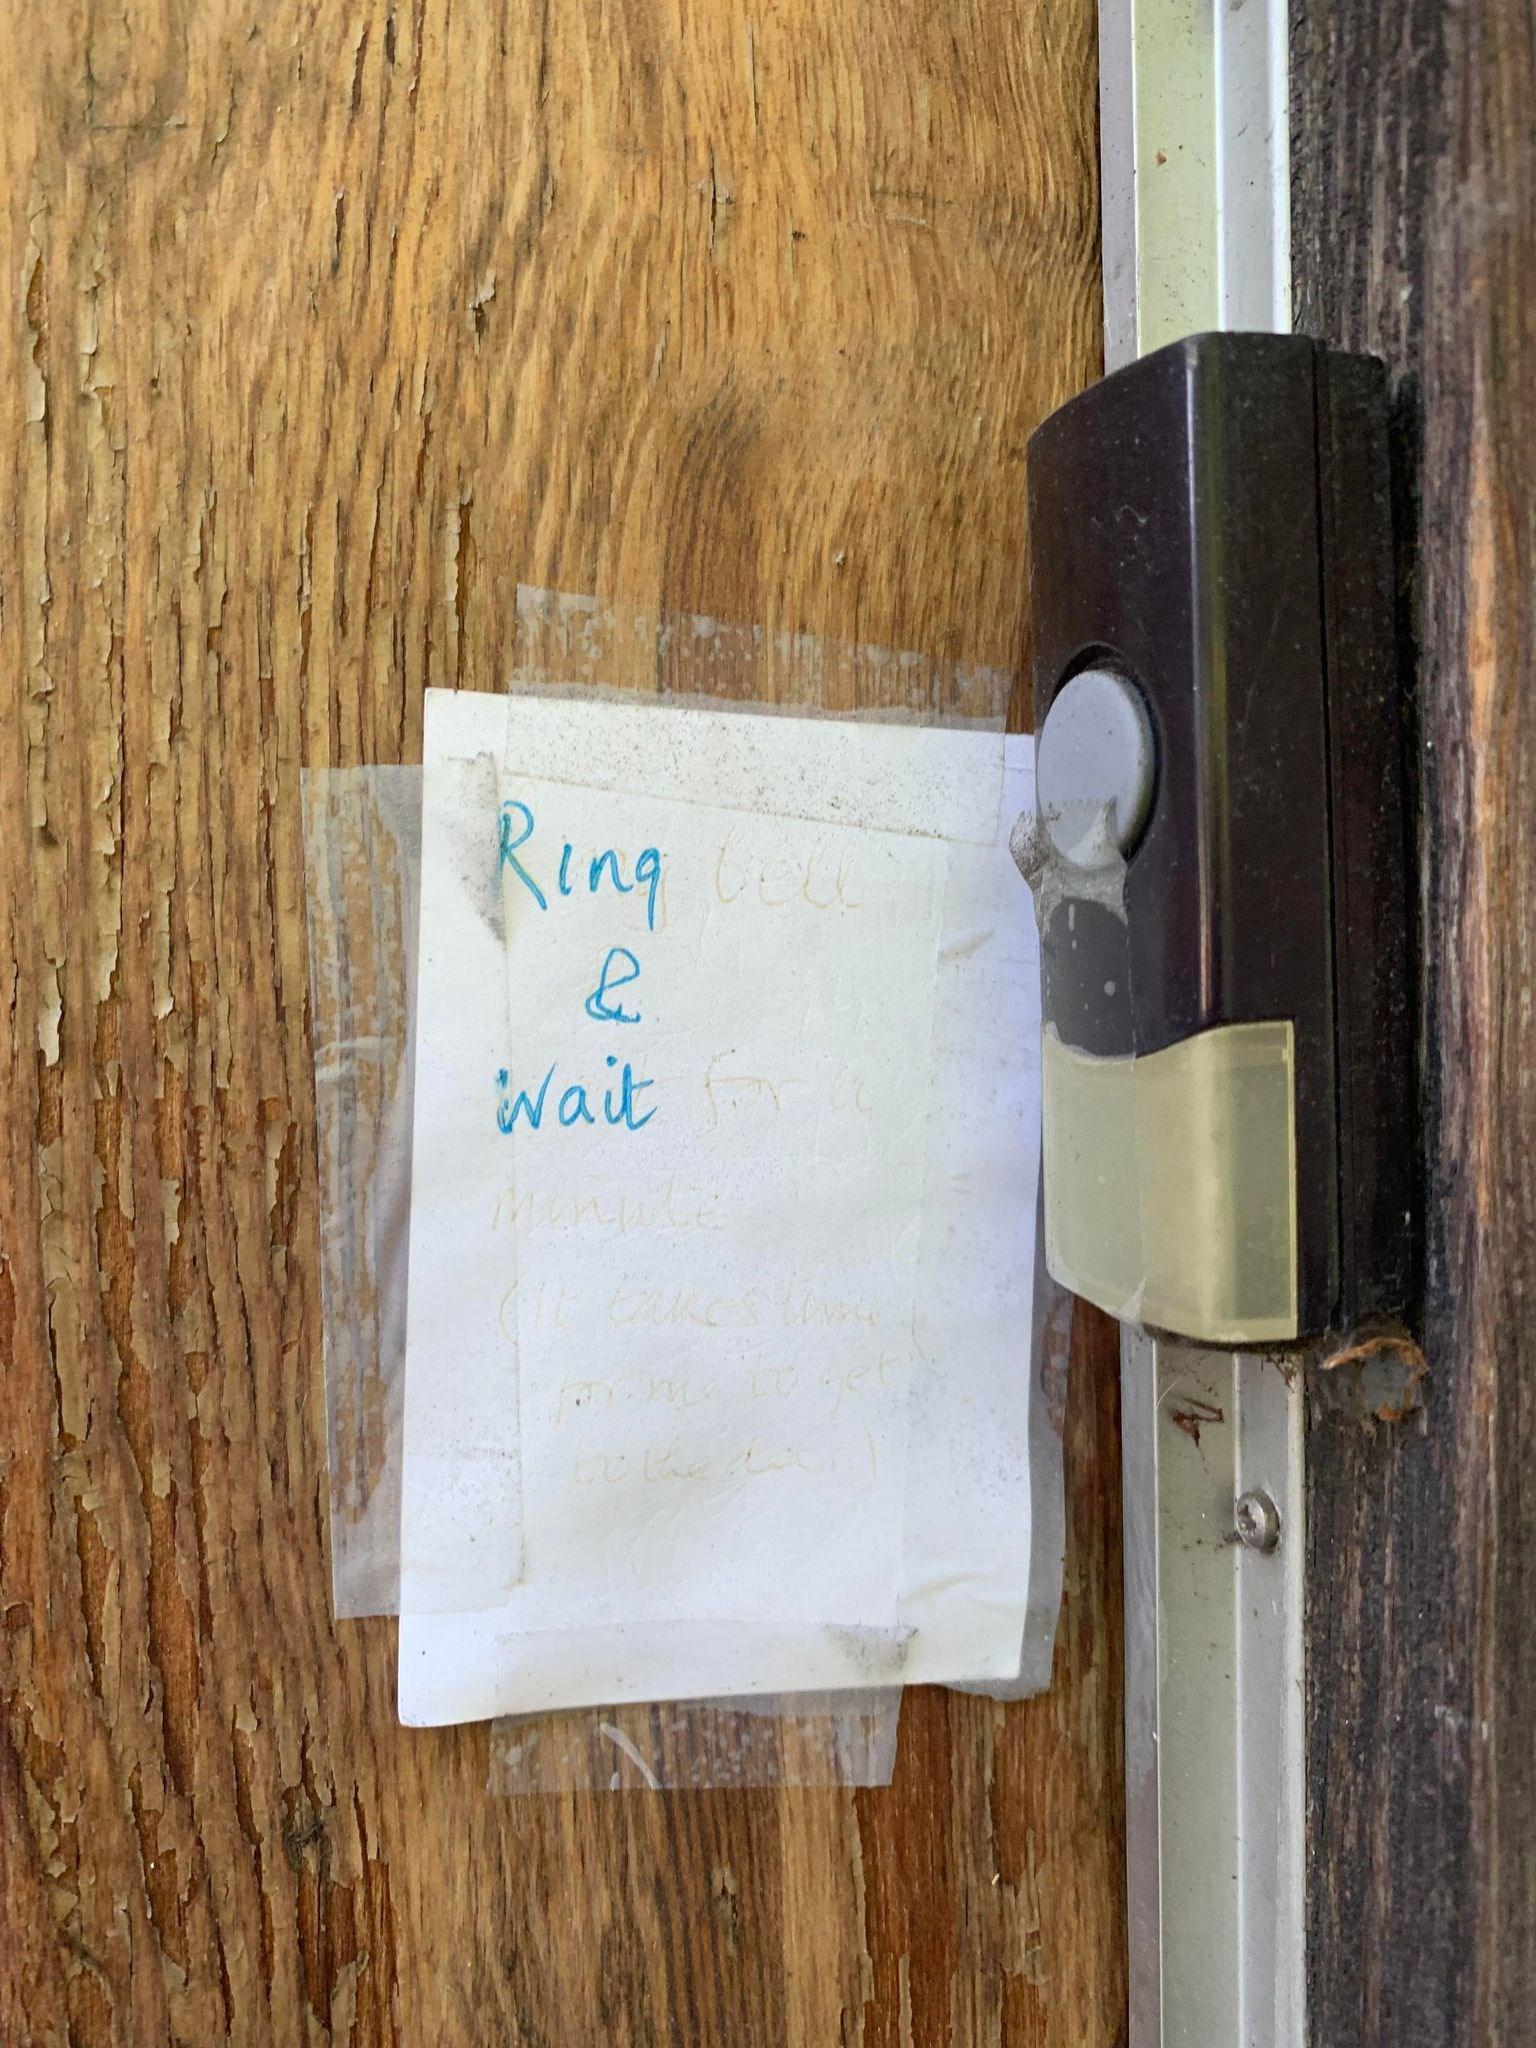 Ring bell
&
Wait for a
minute
(It takes time
for me to get
to the door)